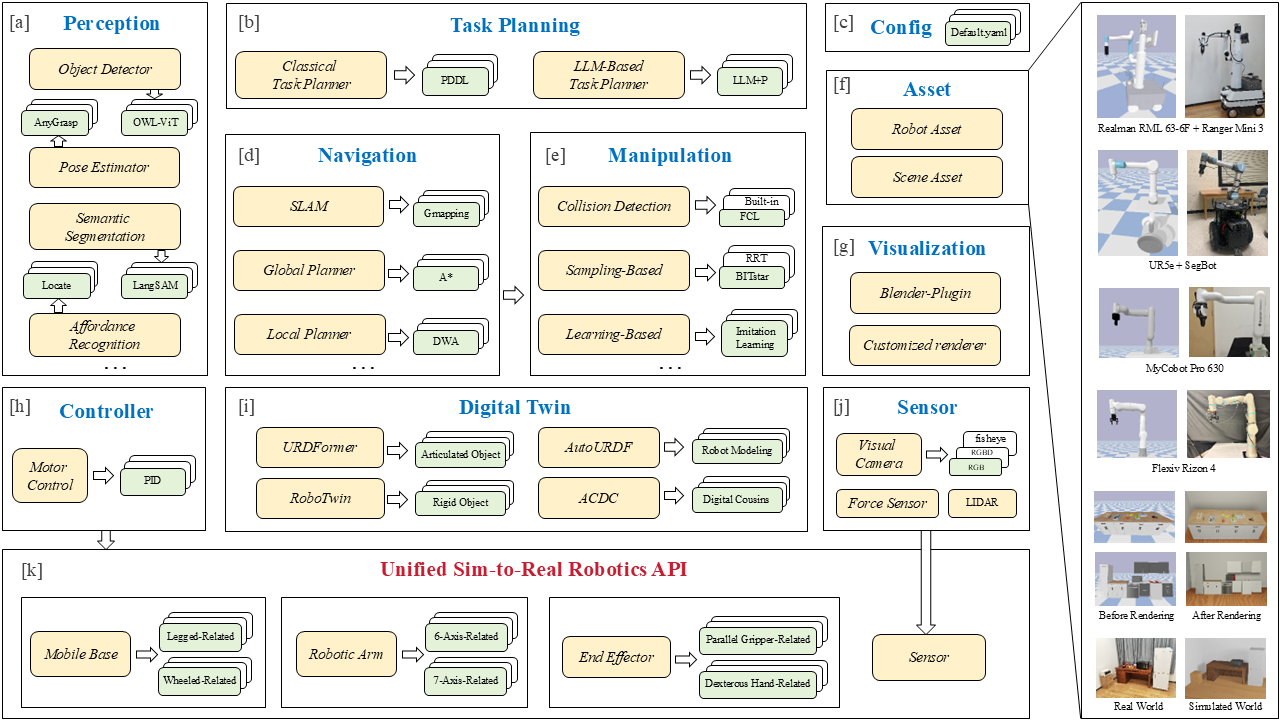 [a] Perception
Object Detector
AnyGrasp
OWL-ViT
Pose Estimator
Semantic
Segmentation
Locate
LangSAM
Affordance
Recognition
. . .
[b] Task Planning
Classical
Task Planner
PDDL
LLM-Based
Task Planner
LLM+P
[c] Config
Default.yaml
[d] Navigation
SLAM
Gmapping
Global Planner
A*
Local Planner
DWA
. . .
[e] Manipulation
Collision Detection
Built-in
FCL
Sampling-Based
RRT
BITstar
Learning-Based
Imitation
Learning
. . .
[f] Asset
Robot Asset
Scene Asset
[g] Visualization
Blender-Plugin
Customized renderer
[h] Controller
Motor
Control
PID
[i] Digital Twin
URDFormer
Articulated Object
AutoURDF
Robot Modeling
RoboTwin
Rigid Object
ACDC
Digital Cousins
[j] Sensor
Visual
Camera
fisheye
RGBD
RGB
Force Sensor
LIDAR
[k] Unified Sim-to-Real Robotics API
Mobile Base
Legged-Related
Wheeled-Related
Robotic Arm
6-Axis-Related
7-Axis-Related
End Effector
Parallel Gripper-Related
Dexterous Hand-Related
Sensor
Realman RML 63-6F + Ranger Mini 3
UR5e + SegBot
MyCobot Pro 630
Flexiv Rizon 4
Before Rendering
After Rendering
Real World
Simulated World